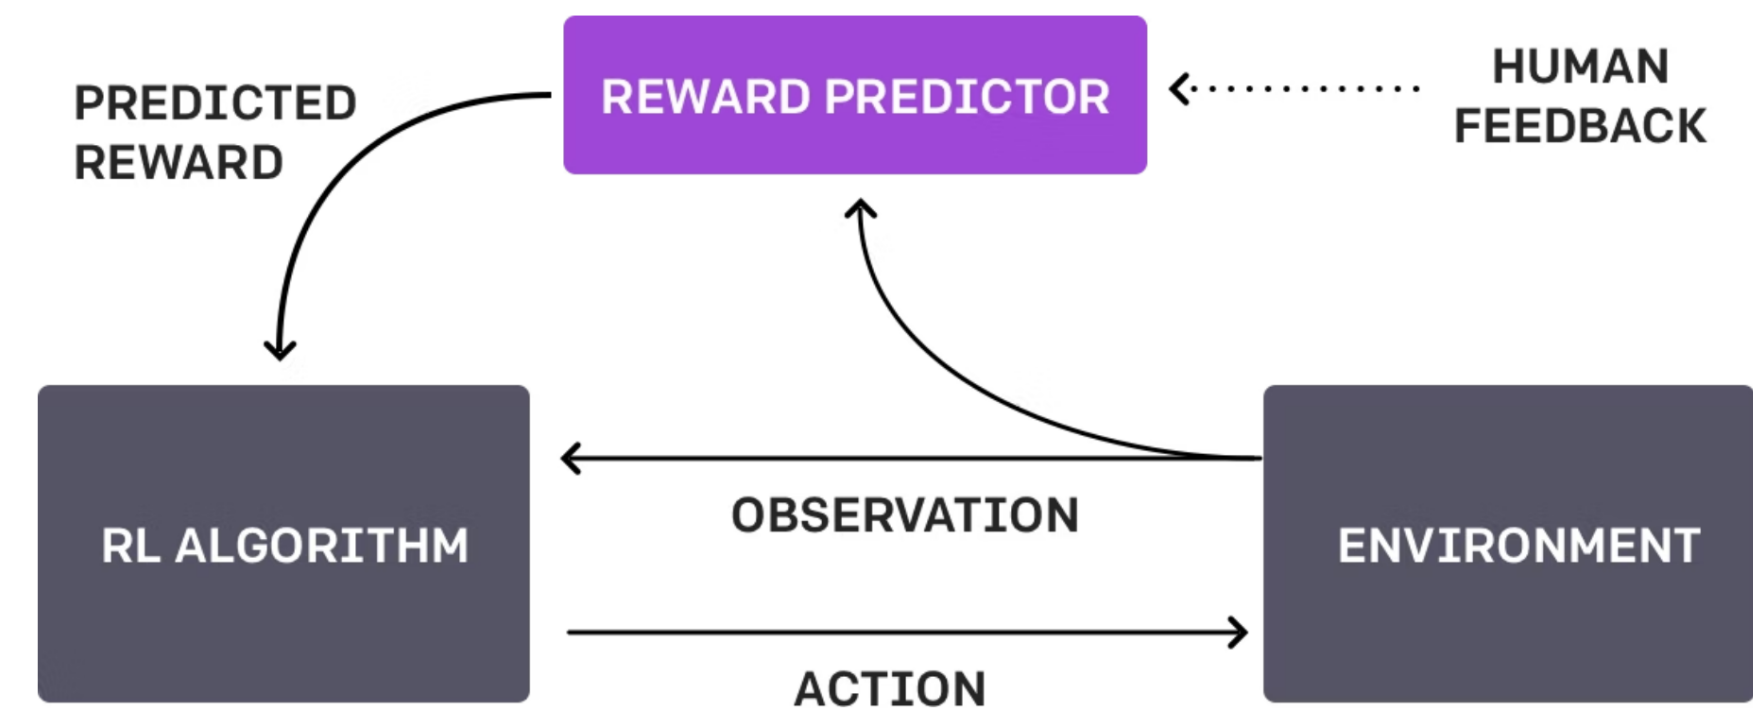 PREDICTED
REWARD
REWARD PREDICTOR
HUMAN
FEEDBACK
RL ALGORITHM
OBSERVATION
ACTION
ENVIRONMENT